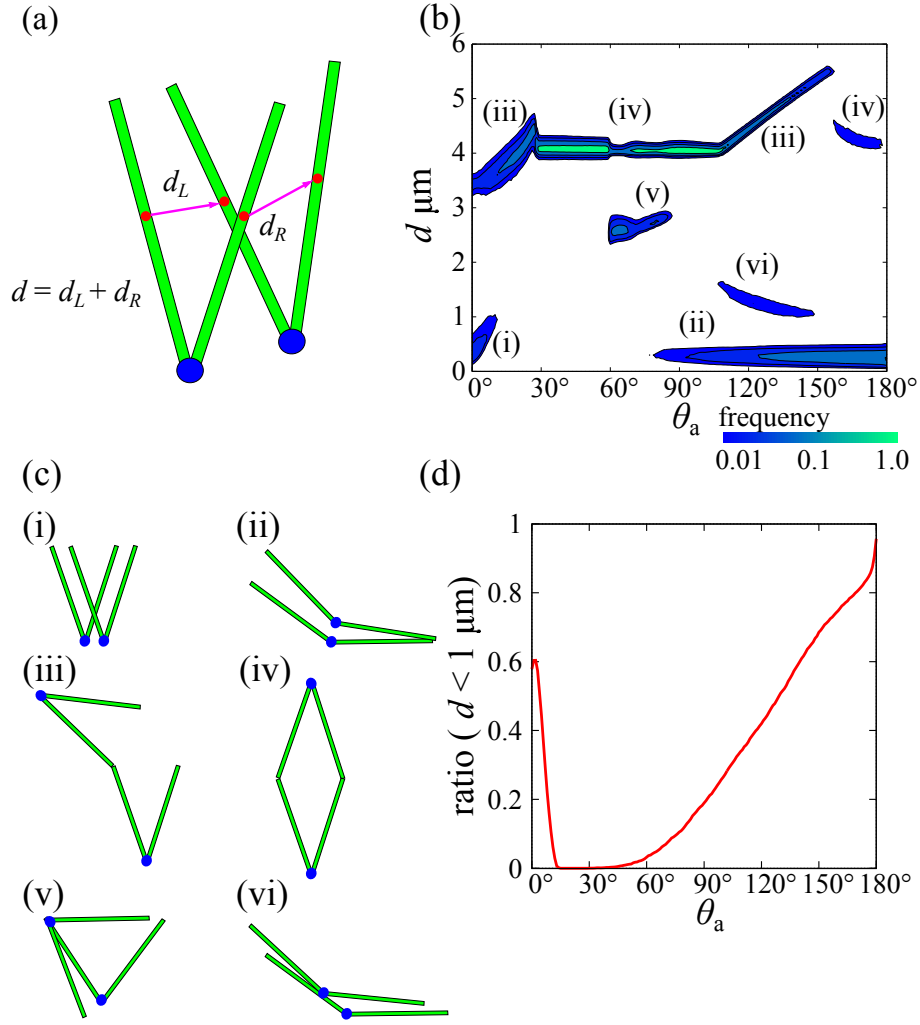 (a)
d_L
d_R
d = d_L + d_R
(b)
6
5
4
3
2
1
0
d μm
(iii)
(iv)
(iii)
(iv)
(v)
(vi)
(i)
(ii)
0° 30° 60° 90° 120° 150° 180°
θ_a
frequency
0.01 0.1 1.0
(c)
(i)
(ii)
(iii)
(iv)
(v)
(vi)
(d)
1
0.8
0.6
0.4
0.2
0
ratio ( d < 1 μm)
0° 30° 60° 90° 120° 150° 180°
θ_a